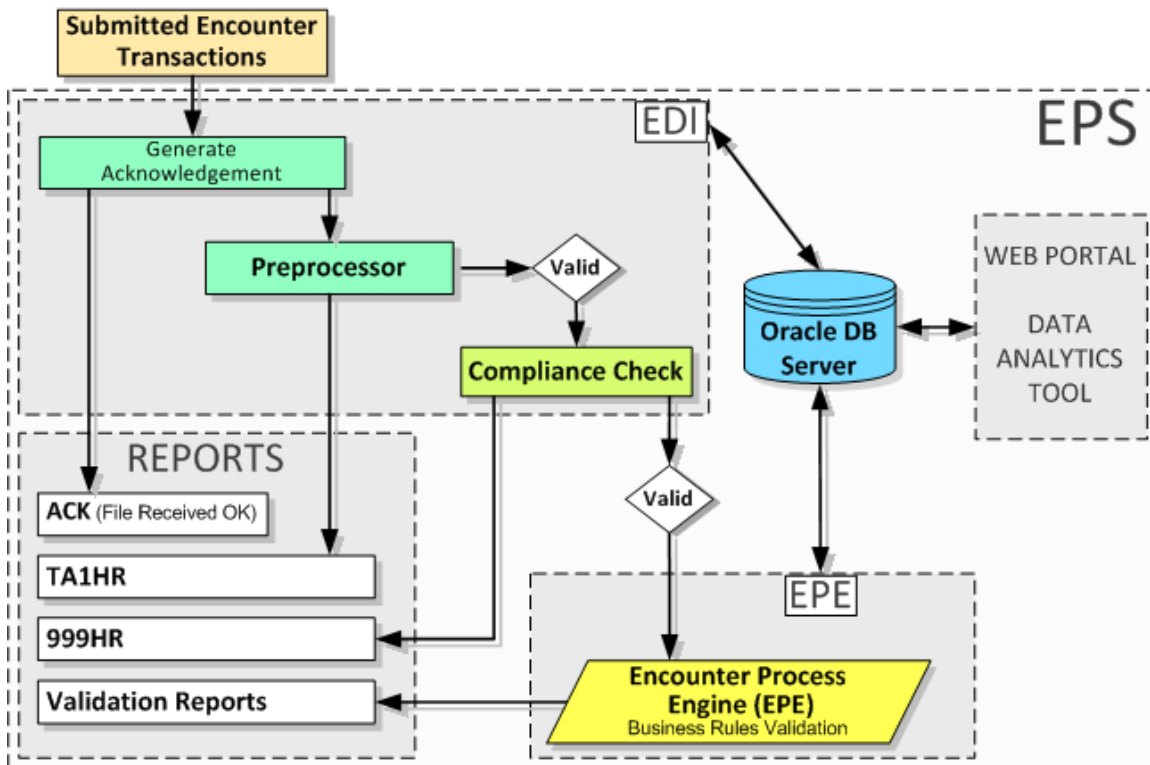 Submitted Encounter
Transactions
EPS
EDI
Generate
Acknowledgement
Preprocessor
Valid
Compliance Check
Oracle DB
Server
WEB PORTAL
DATA
ANALYTICS
TOOL
REPORTS
ACK (File Received OK)
TA1HR
999HR
Validation Reports
Valid
EPE
Encounter Process
Engine (EPE)
Business Rules Validation